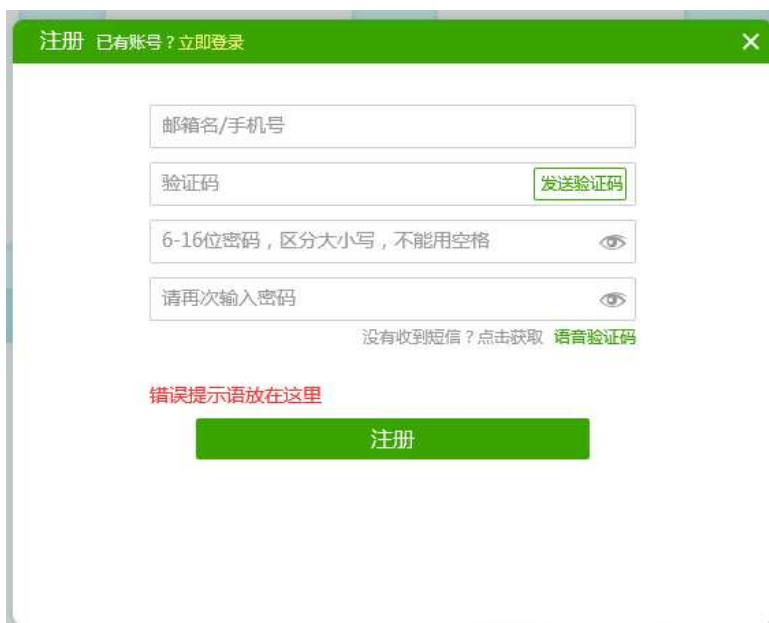 注册 已有账号？立即登录
邮箱名/手机号
验证码 发送验证码
6-16位密码，区分大小写，不能用空格
请再次输入密码
没有收到短信？点击获取 语音验证码
错误提示语放在这里
注册